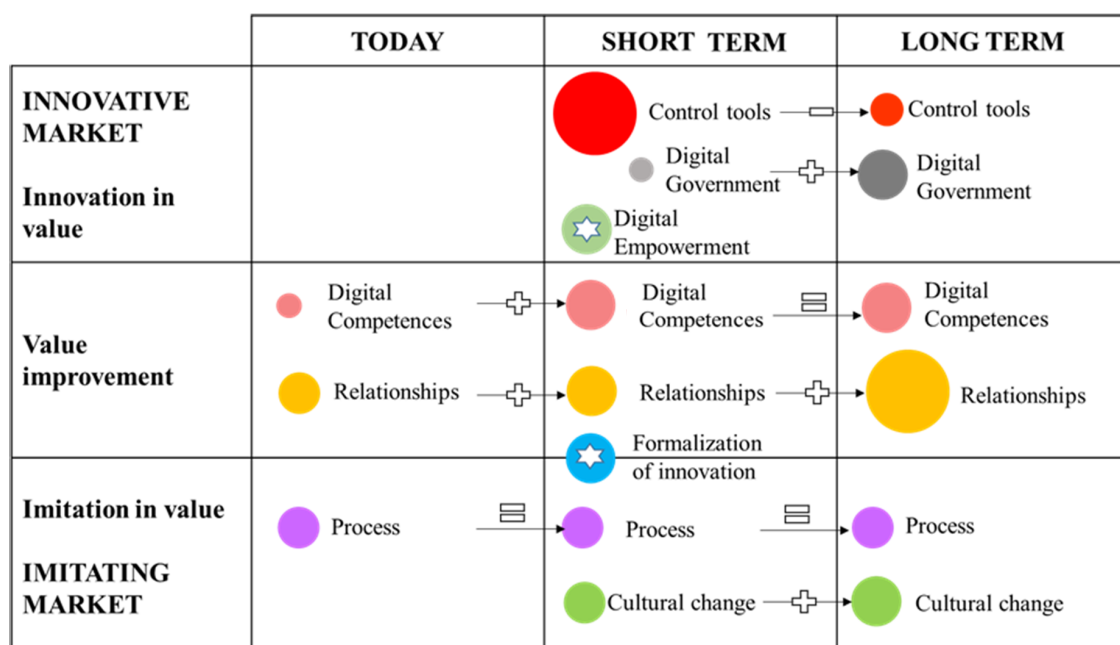 TODAY
SHORT TERM
LONG TERM
INNOVATIVE
MARKET
Innovation in
value
Control tools
Control tools
Digital
Government
Digital
Government
Digital
Empowerment
Value
improvement
Digital
Competences
Digital
Competences
Digital
Competences
Relationships
Relationships
Relationships
Formalization
of innovation
Imitation in value
IMITATING
MARKET
Process
Process
Process
Cultural change
Cultural change